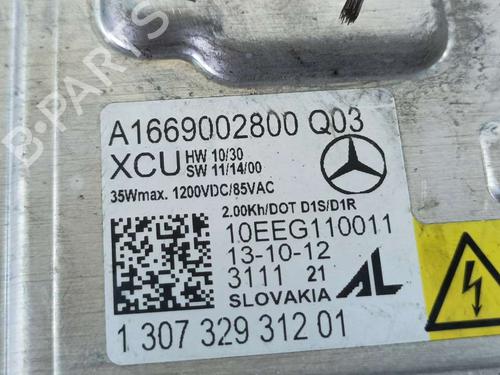 A1669002800 Q03
XCU HW 10/30
SW 11/14/00
35Wmax. 1200VDC/85VAC
2.00Kh/DOT D1S/D1R
10EEG110011
13-10-12
3111 21
SLOVAKIA AL
1 307 329 312 01